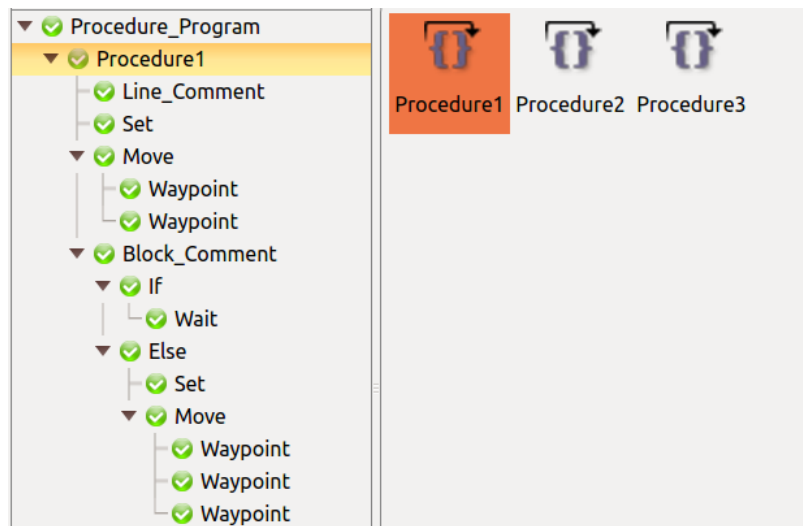 Procedure_Program
Procedure1
Line_Comment
Set
Move
Waypoint
Waypoint
Block_Comment
If
Wait
Else
Set
Move
Waypoint
Waypoint
Waypoint
Procedure1 Procedure2 Procedure3